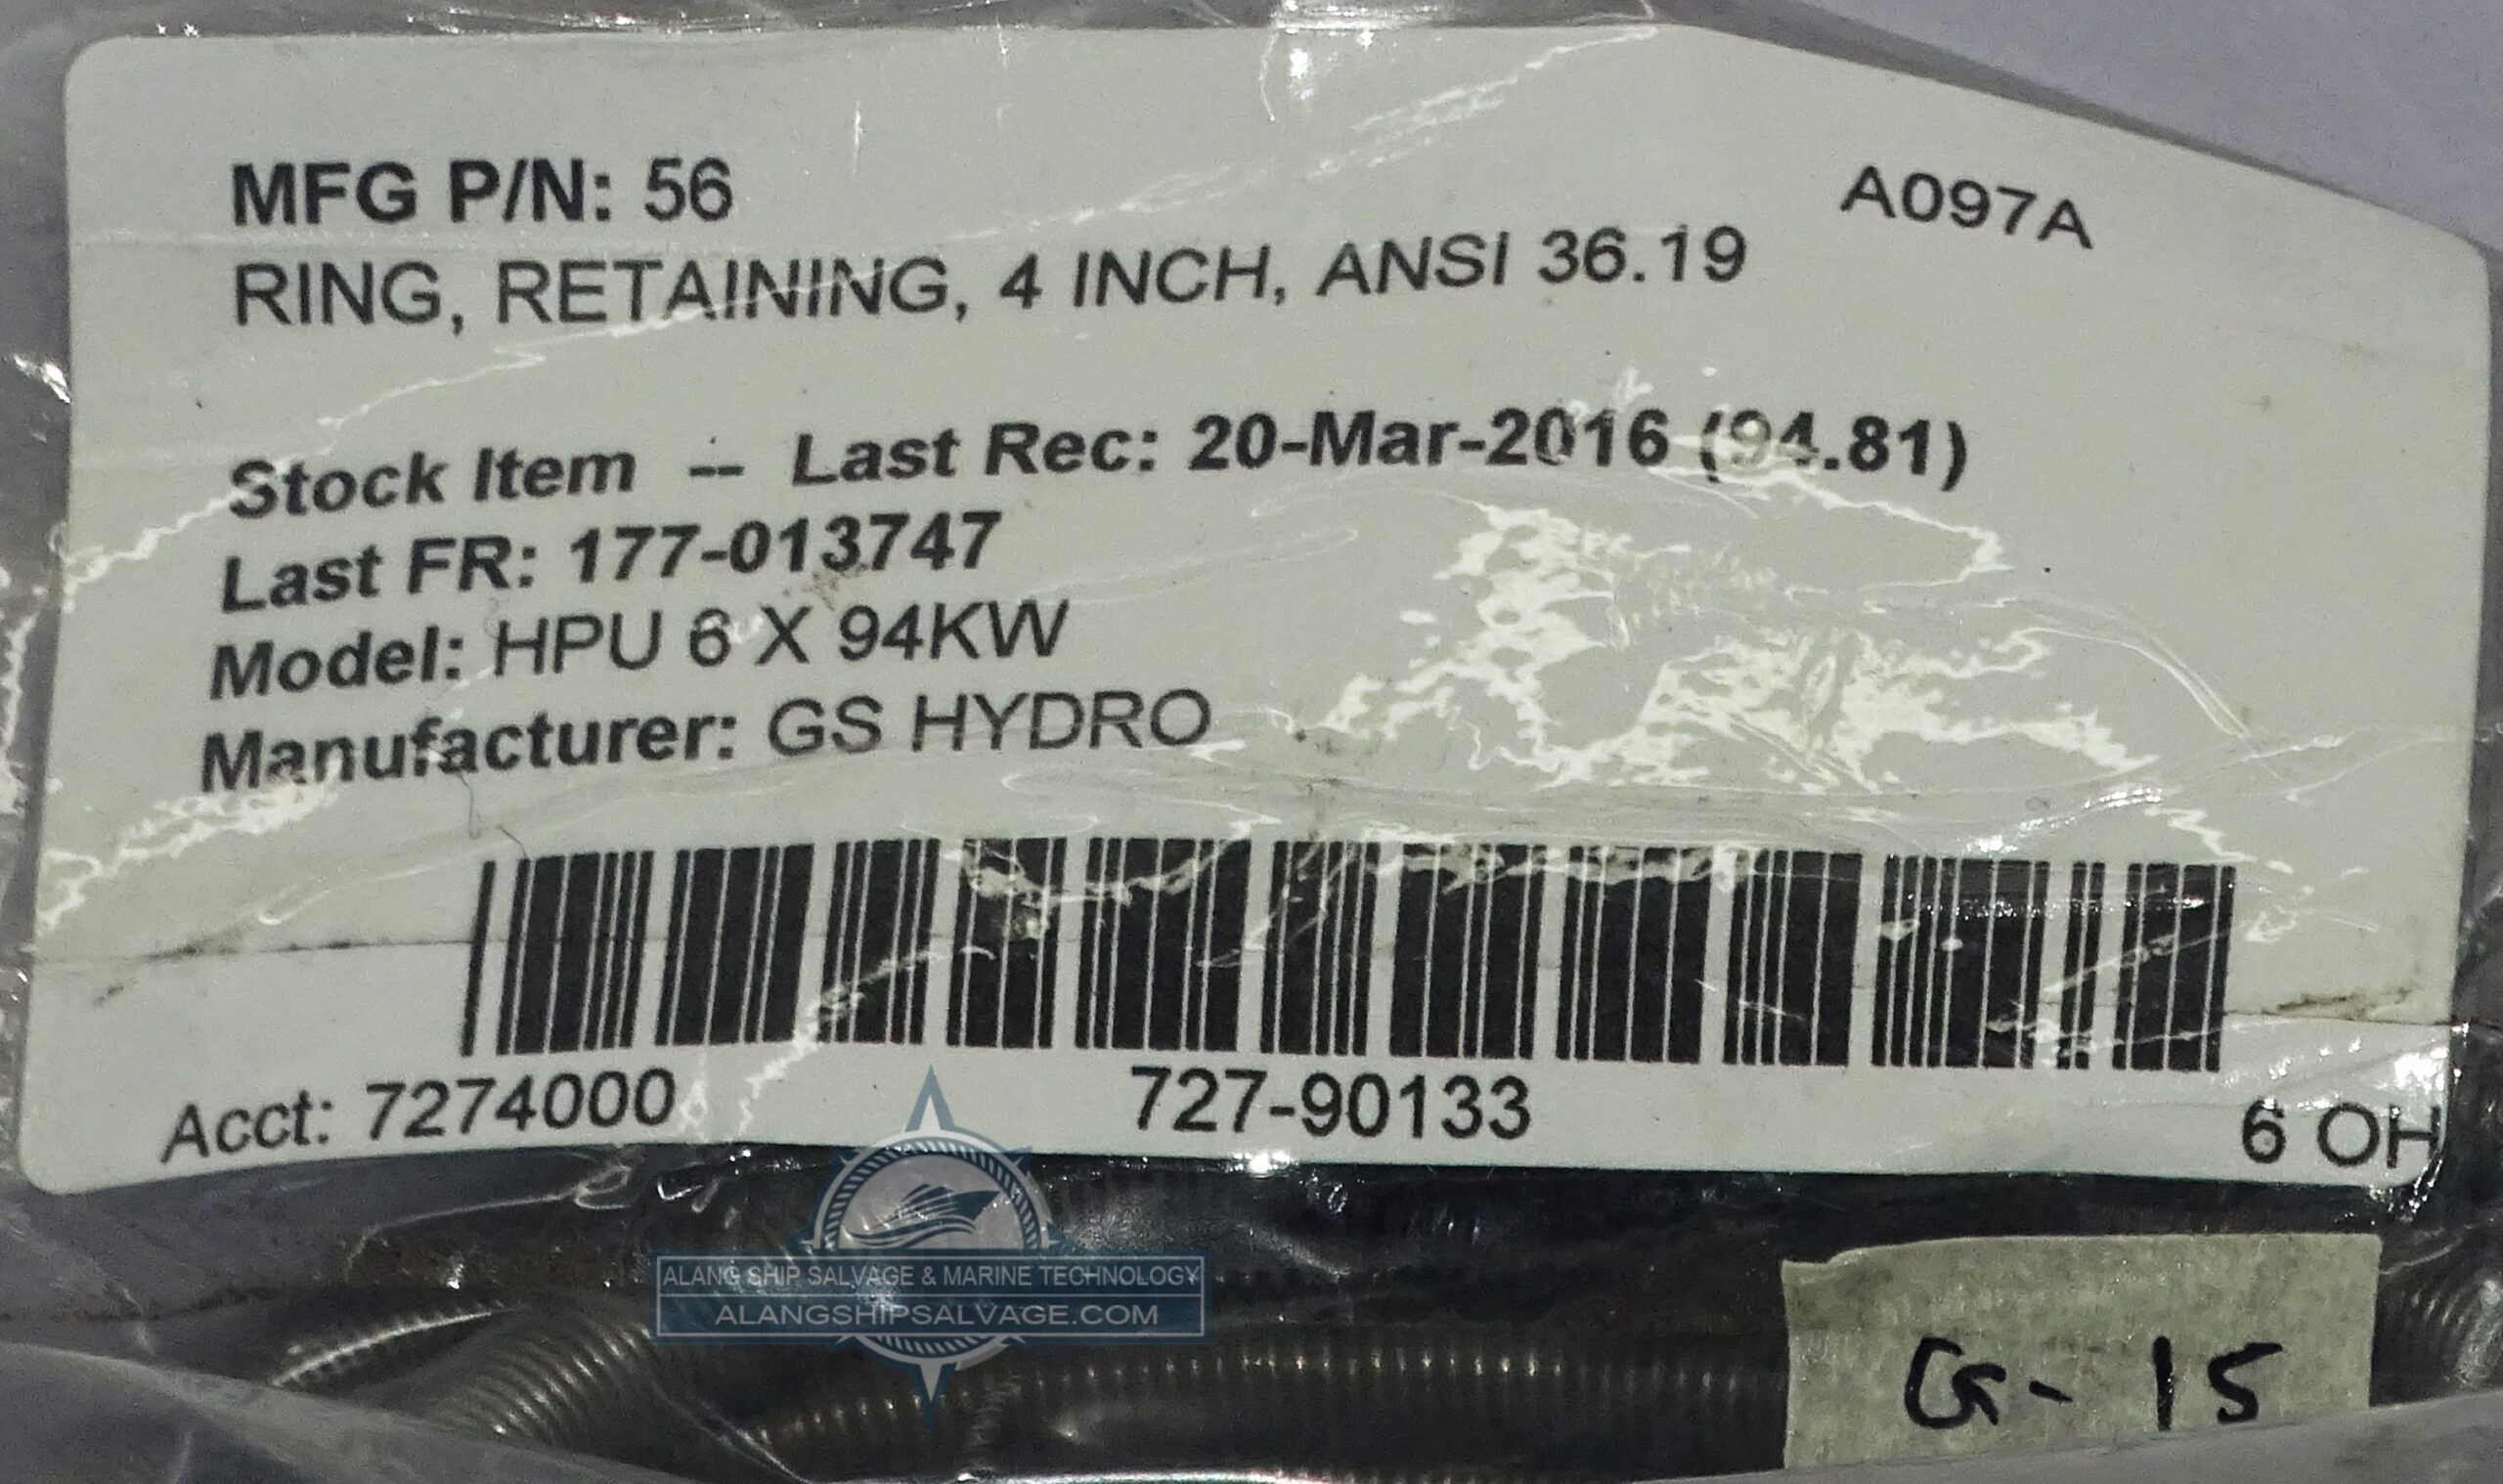 MFG P/N: 56
A097A
RING, RETAINING, 4 INCH, ANSI 36.19
Stock Item -- Last Rec: 20-Mar-2016 (94.81)
Last FR: 177-013747
Model: HPU 6 X 94KW
Manufacturer: GS HYDRO
Acct: 7274000 727-90133 6 OH
ALANG SHIP SALVAGE & MARINE TECHNOLOGY
ALANGSHIPSALVAGE.COM
G-15